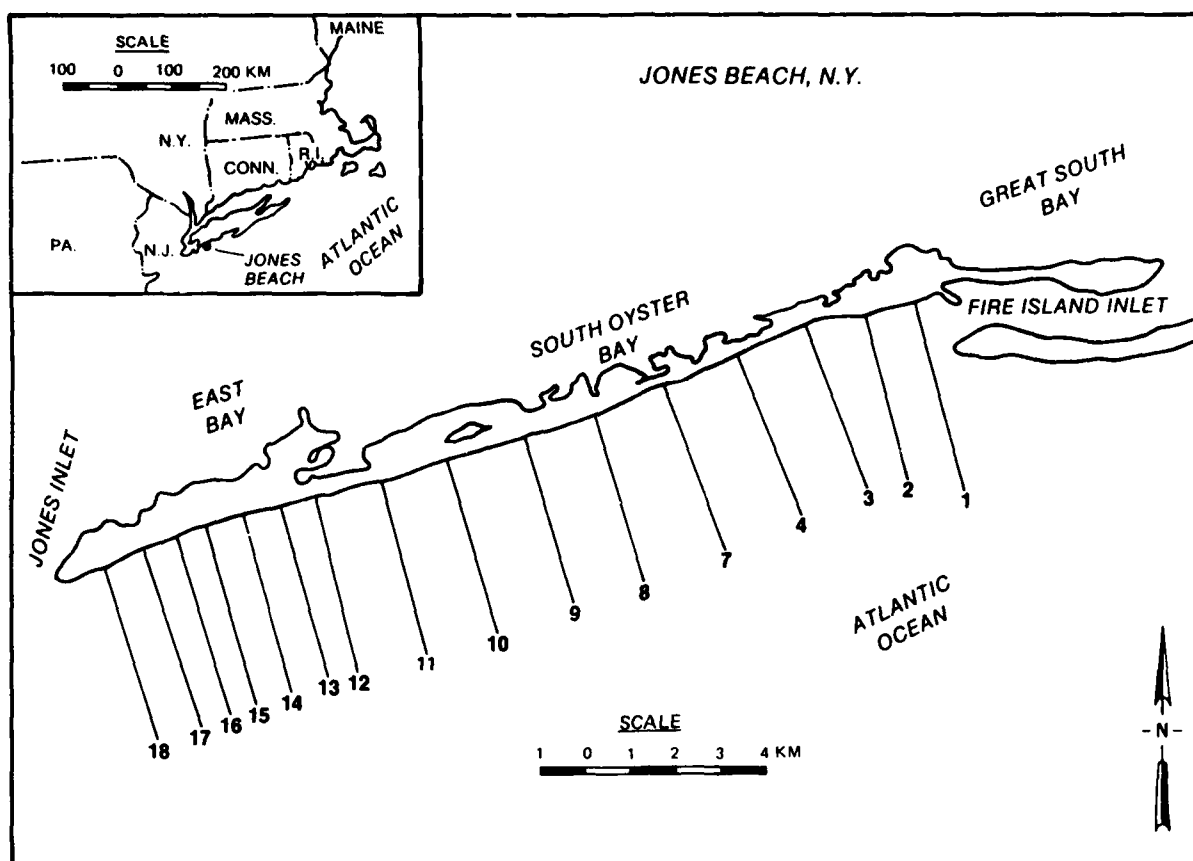 SCALE
100 0 100 200 KM
MAINE
MASS.
N.Y.
CONN.
R.I.
PA.
N.J.
JONES
BEACH
ATLANTIC
OCEAN
JONES BEACH, N.Y.
GREAT SOUTH
BAY
FIRE ISLAND INLET
SOUTH OYSTER
BAY
EAST
BAY
JONES INLET
1
2
3
4
7
8
9
10
11
12
13
14
15
16
17
18
ATLANTIC
OCEAN
SCALE
1 0 1 2 3 4 KM
-N-